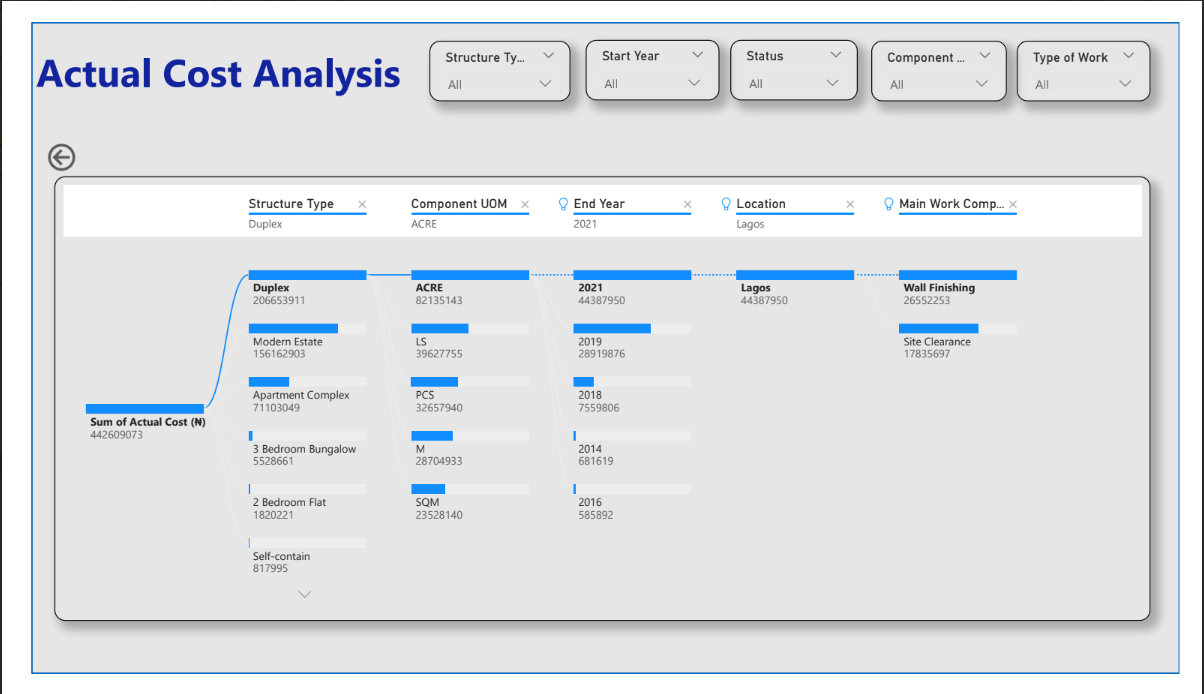 Actual Cost Analysis
Structure Ty...
All
Start Year
All
Status
All
Component ...
All
Type of Work
All
Structure Type
Duplex
Component UOM
ACRE
End Year
2021
Location
Lagos
Main Work Comp...
Sum of Actual Cost (₦)
442609073
Duplex
206653911
Modern Estate
156162903
Apartment Complex
71103049
3 Bedroom Bungalow
5528661
2 Bedroom Flat
1820221
Self-contain
817995
ACRE
82135143
LS
39627755
PCS
32657940
M
28704933
SQM
23528140
2021
44387950
2019
28919876
2018
7559806
2014
681619
2016
585892
Lagos
44387950
Wall Finishing
26552253
Site Clearance
17835697